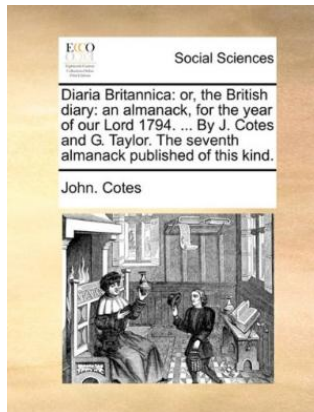 ECCO
Social Sciences
Diaria Britannica: or, the British
diary: an almanack, for the year
of our Lord 1794. ... By J. Cotes
and G. Taylor. The seventh
almanack published of this kind.
John. Cotes